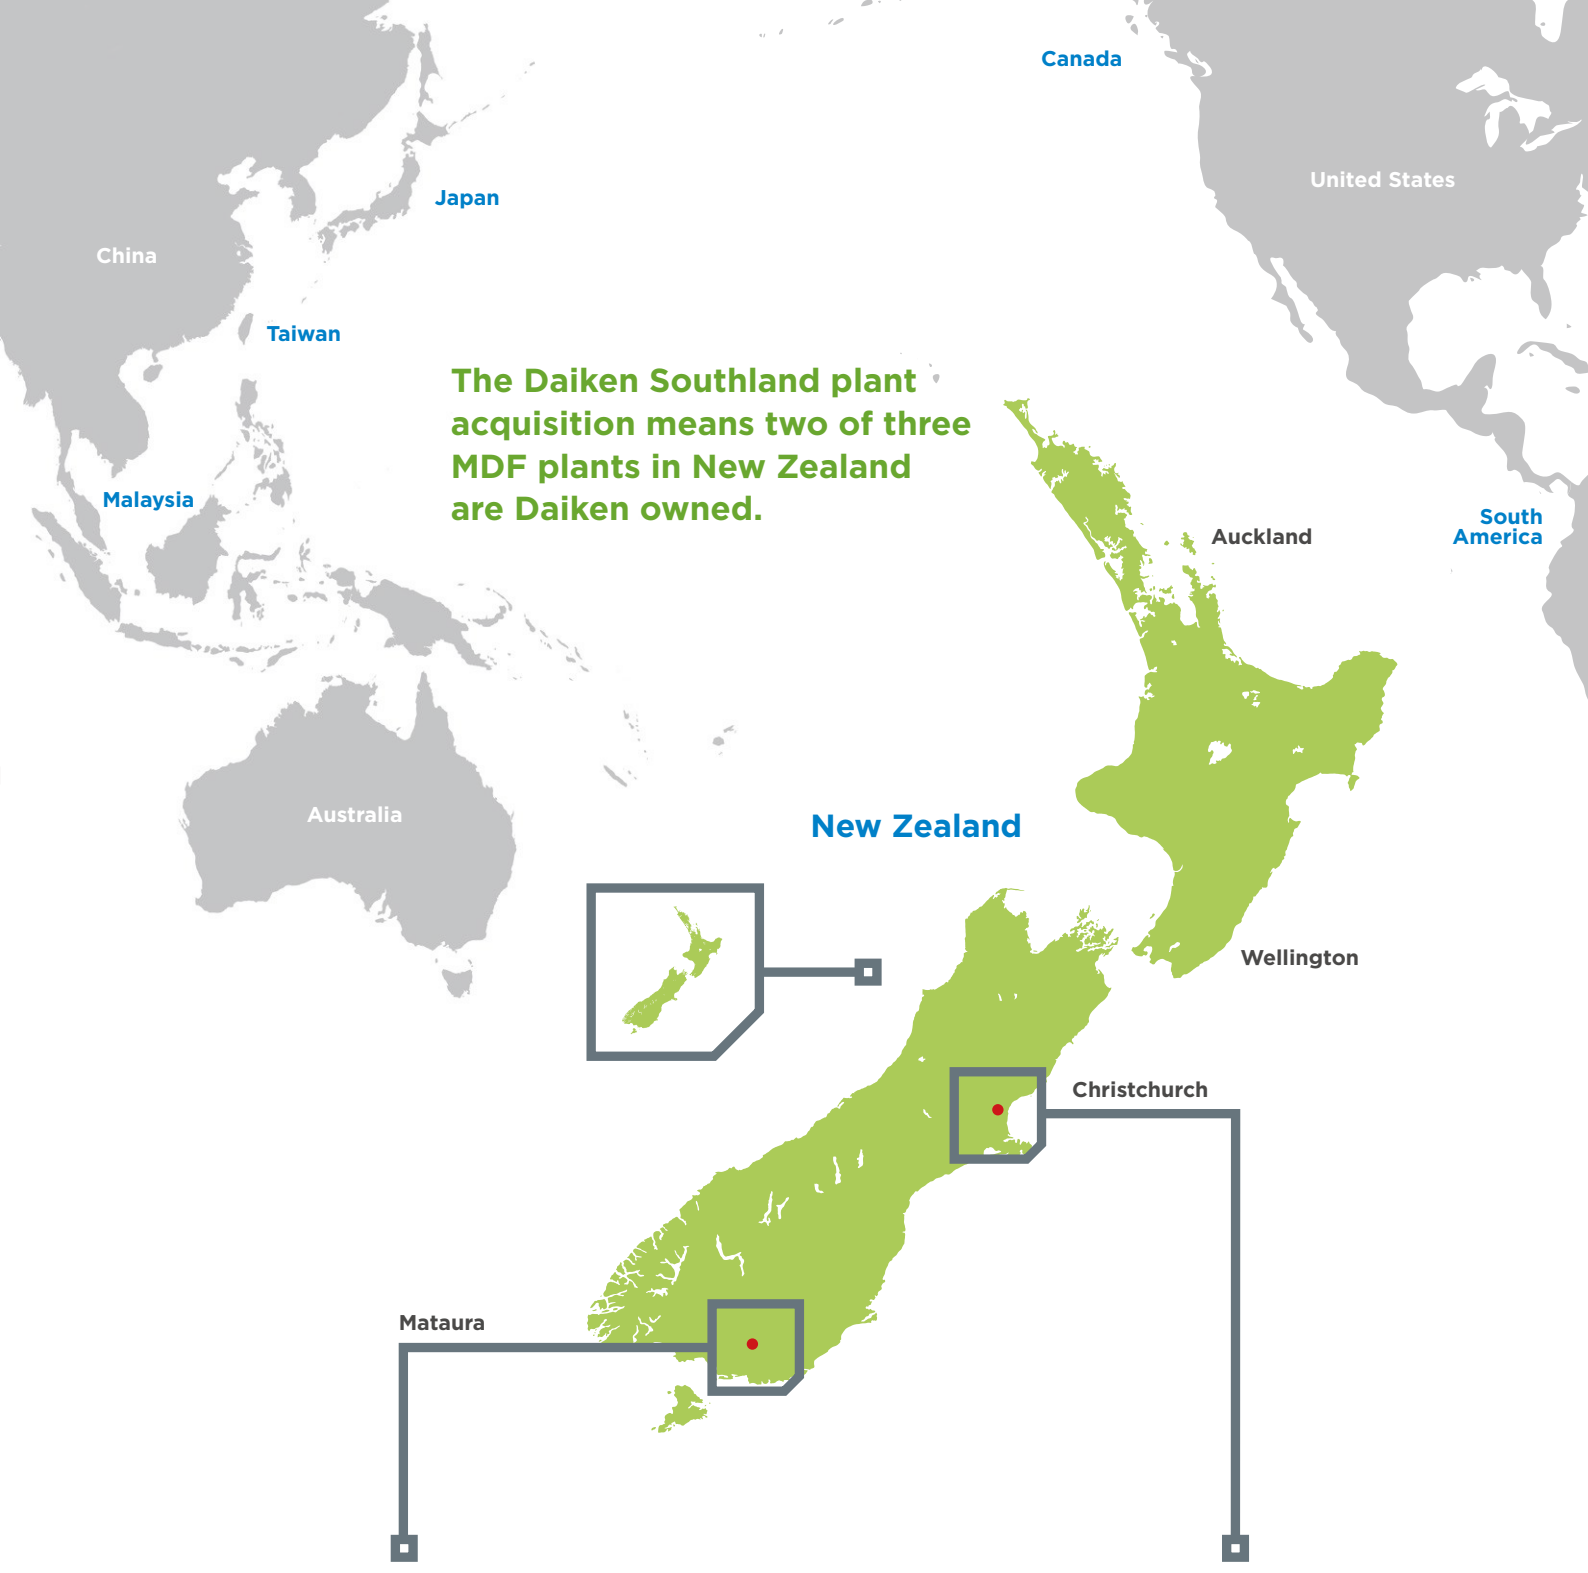 Canada
United States
Japan
China
Taiwan
The Daiken Southland plant
acquisition means two of three
MDF plants in New Zealand
are Daiken owned.
Malaysia
South
America
Auckland
Australia
New Zealand
Wellington
Christchurch
Mataura